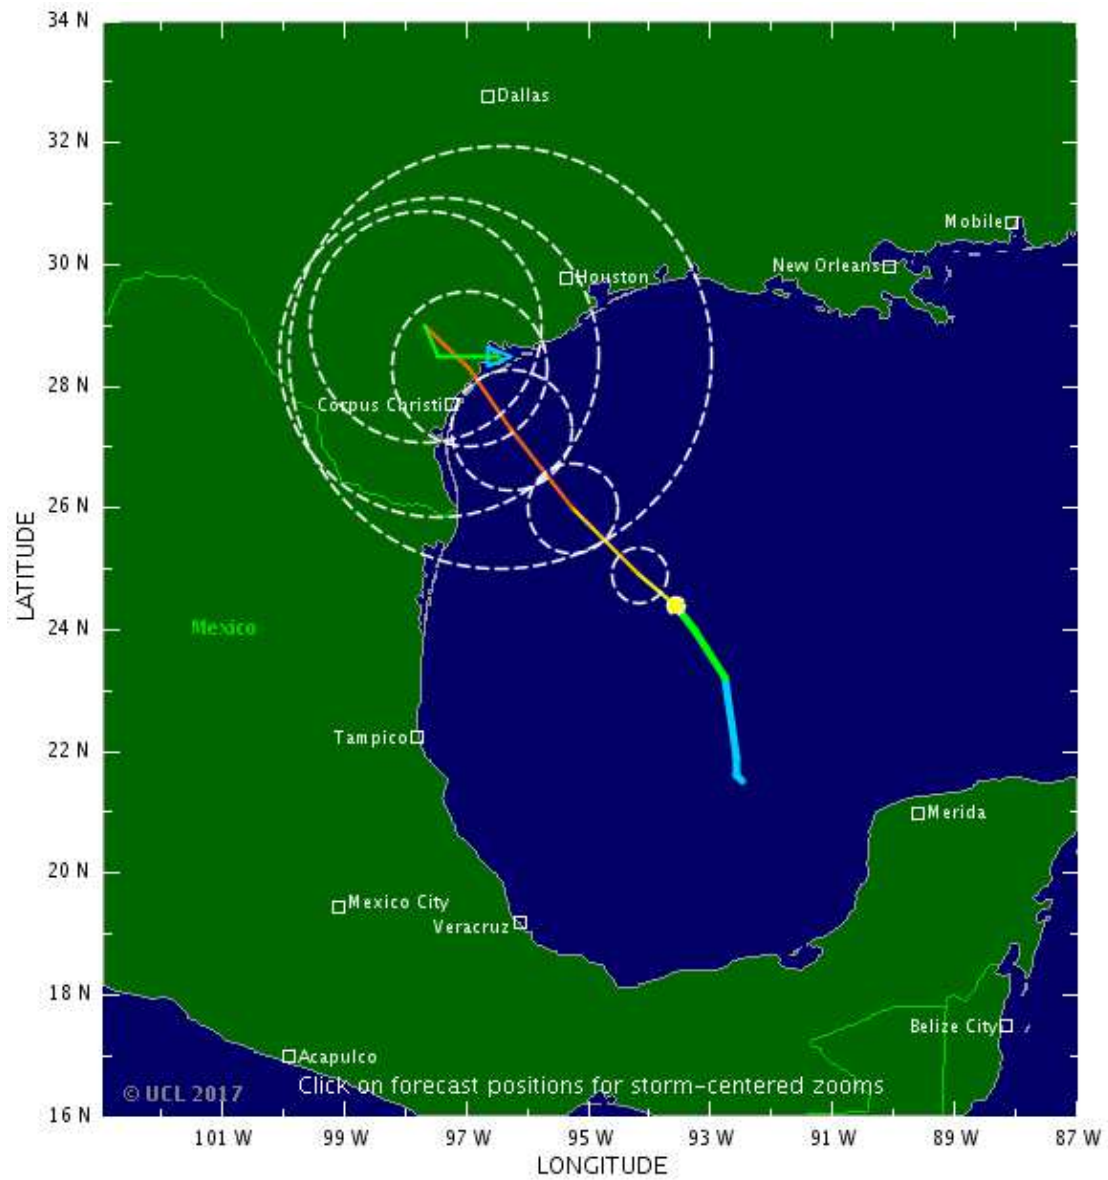 34 N
Dallas
32 N
Mobile
30 N
New Orleans
Houston
28 N
Corpus Christi
26 N
LATITUDE
24 N
Mexico
22 N
Tampico
Merida
20 N
Mexico City
Veracruz
18 N
Belize City
Acapulco
Click on forecast positions for storm-centered zooms
© UCL 2017
16 N
101 W 99 W 97 W 95 W 93 W 91 W 89 W 87 W
LONGITUDE